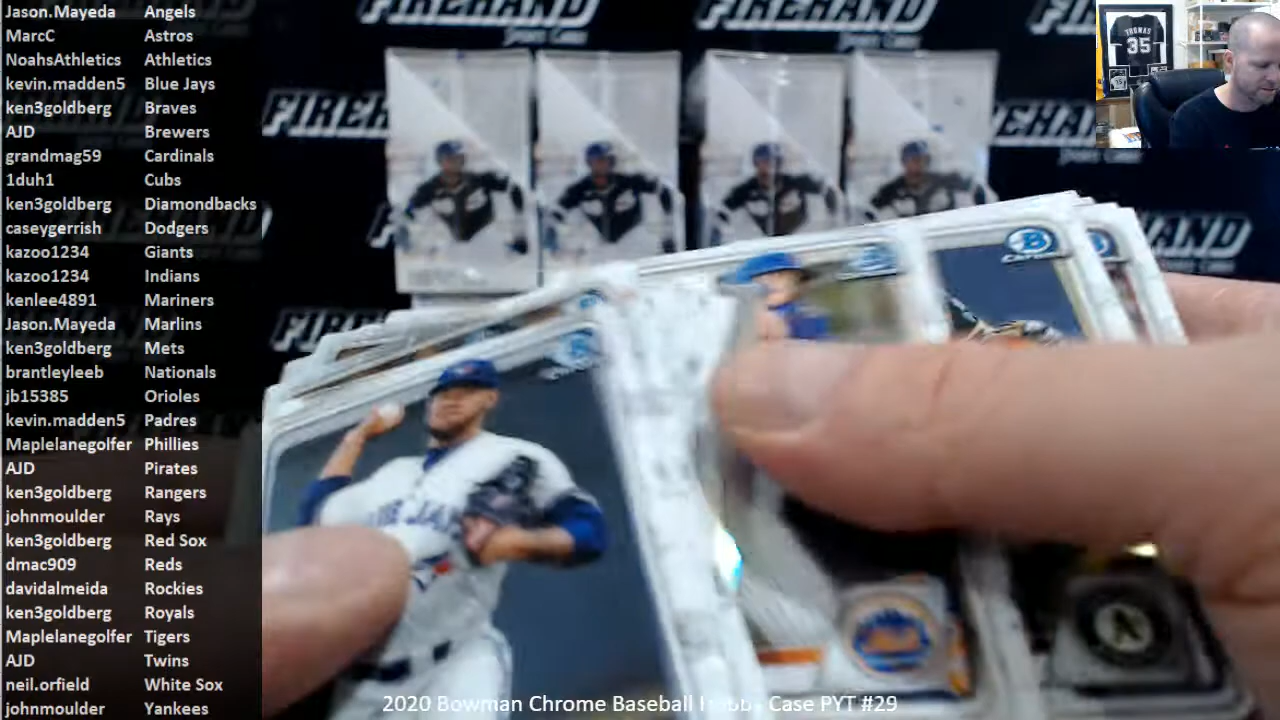 Jason.Mayeda Angels
MarcC Astros
NoahsAthletics Athletics
kevin.madden5 Blue Jays
ken3goldberg Braves
AJD Brewers
grandmag59 Cardinals
1duh1 Cubs
ken3goldberg Diamondbacks
caseygerrish Dodgers
kazoo1234 Giants
kazoo1234 Indians
kenlee4891 Mariners
Jason.Mayeda Marlins
ken3goldberg Mets
brantleyleeb Nationals
jb15385 Orioles
kevin.madden5 Padres
Maplelanegolfer Phillies
AJD Pirates
ken3goldberg Rangers
johnmoulder Rays
ken3goldberg Red Sox
dmac909 Reds
davidalmeida Rockies
ken3goldberg Royals
Maplelanegolfer Tigers
AJD Twins
neil.orfield White Sox
johnmoulder Yankees
FIREHAND
FIREHAND
THOMAS
35
2020 Bowman Chrome Baseball Hobby Case PYT #29